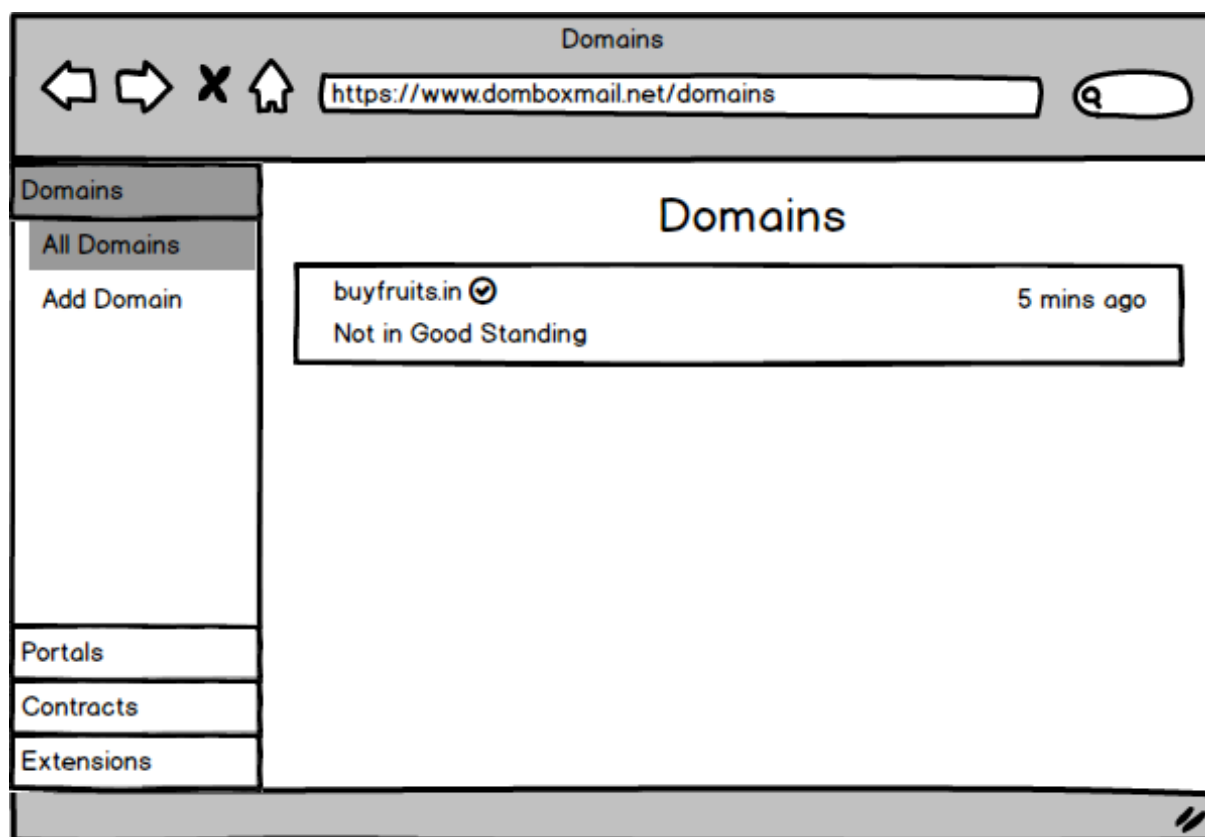 Domains
https://www.domboxmail.net/domains
Domains
All Domains
Add Domain
Portals
Contracts
Extensions
Domains
buyfruits.in
5 mins ago
Not in Good Standing